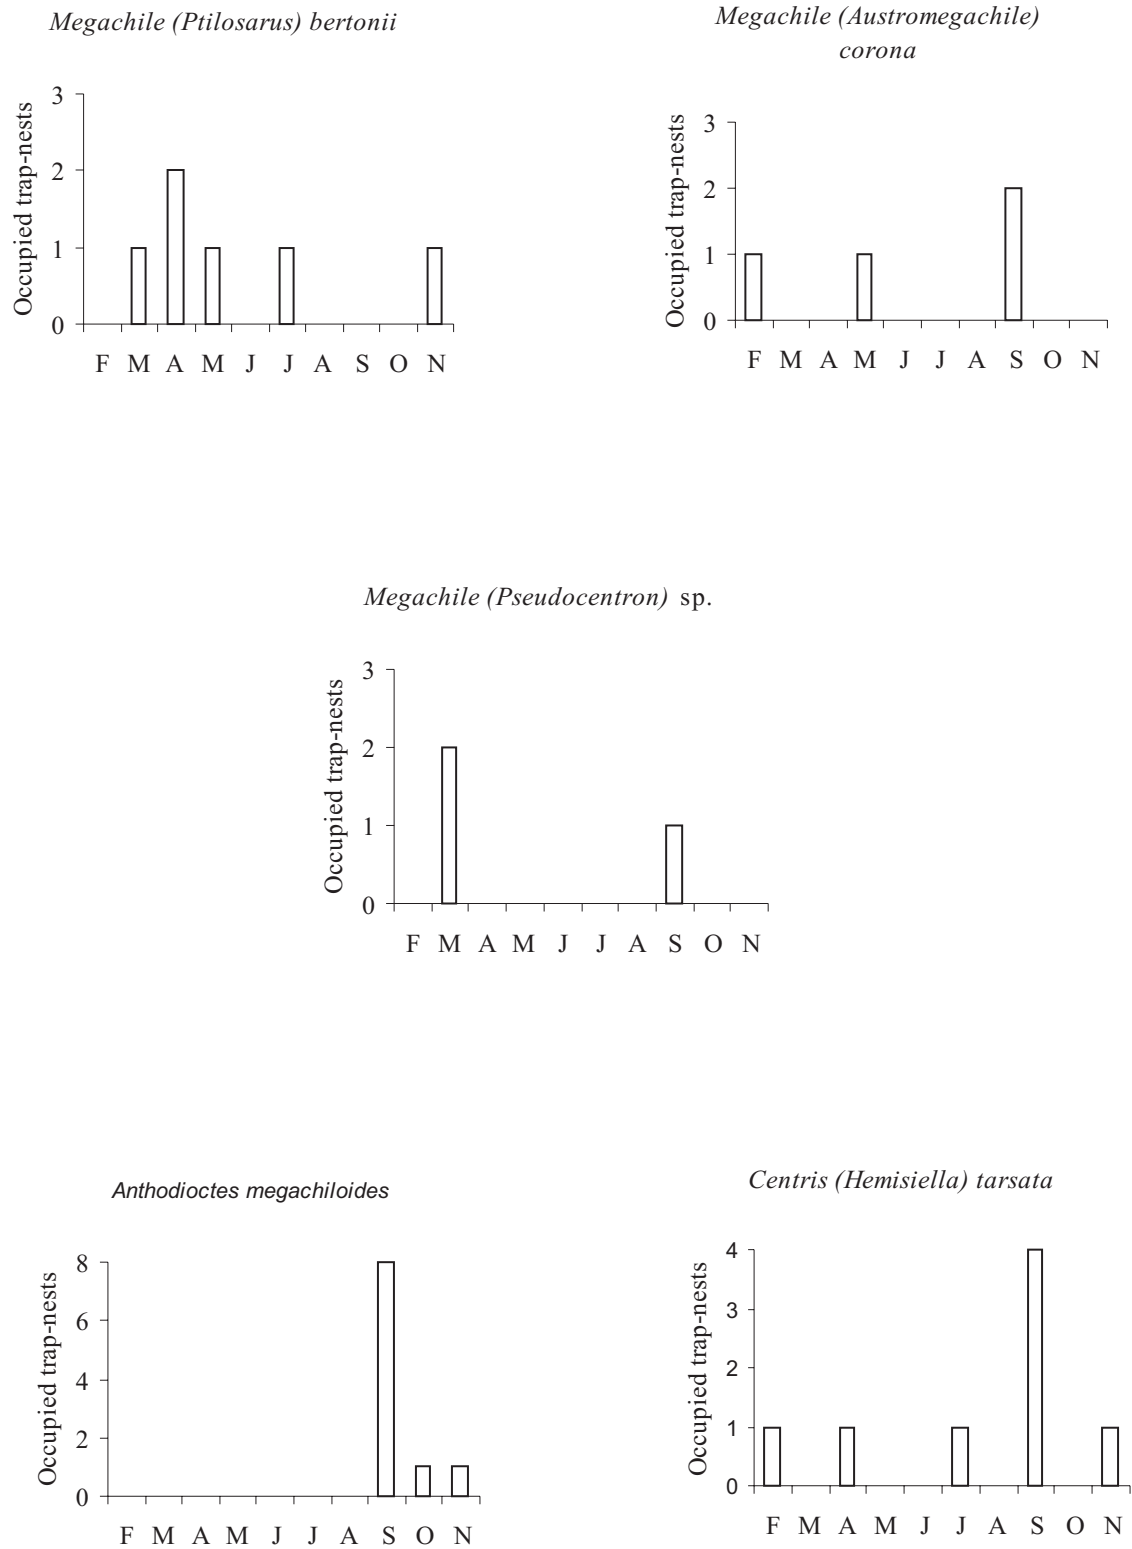 Megachile (Ptilosarus) bertonii
Occupied trap-nests
3
2
1
0
F M A M J J A S O N
Megachile (Austromegachile)
corona
Occupied trap-nests
3
2
1
0
F M A M J J A S O N
Megachile (Pseudocentron) sp.
Occupied trap-nests
3
2
1
0
F M A M J J A S O N
Anthodioctes megachiloides
Occupied trap-nests
8
6
4
2
0
F M A M J J A S O N
Centris (Hemisiella) tarsata
Occupied trap-nests
4
3
2
1
0
F M A M J J A S O N